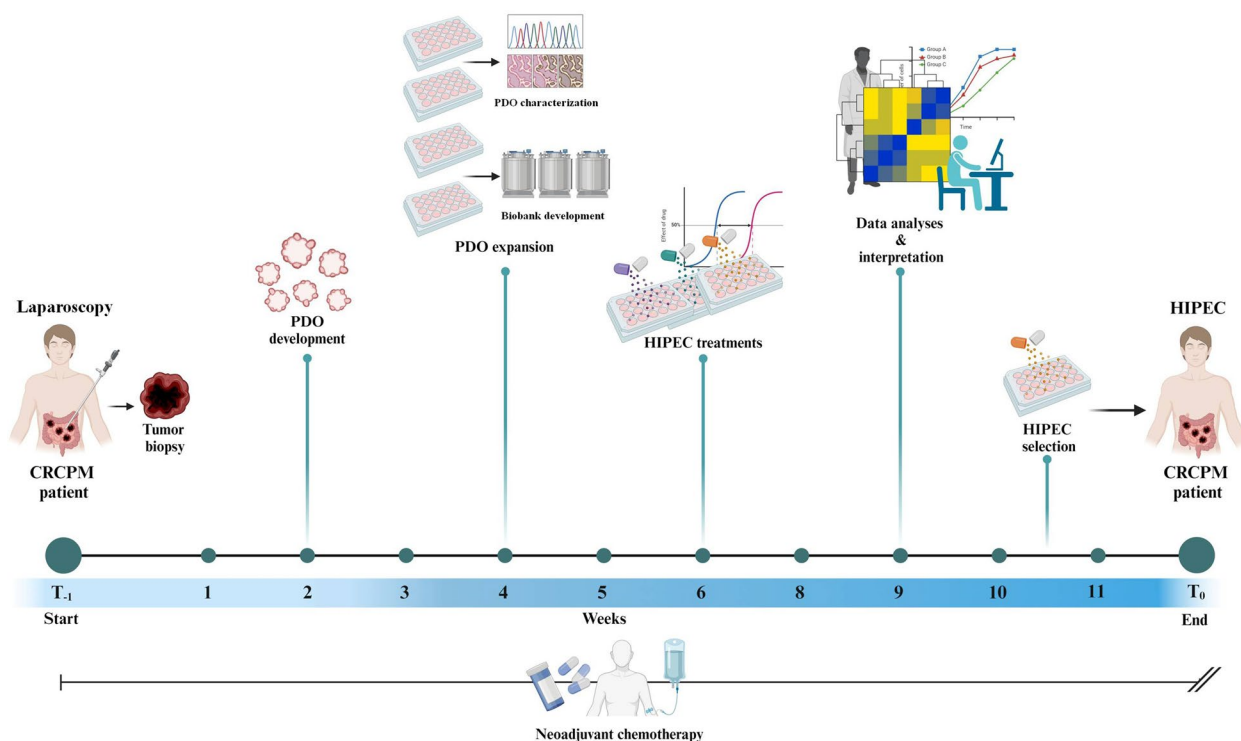 Laparoscopy
Tumor
biopsy
CRCPM
patient
PDO
development
PDO characterization
Biobank development
PDO expansion
Effect of drug
50%
HIPEC treatments
Group A
Group B
Group C
of cells
Time
Data analyses
&
interpretation
HIPEC
selection
HIPEC
CRCPM
patient
T-1 1 2 3 4 5 6 8 9 10 11 T0
Start Weeks End
Neoadjuvant chemotherapy